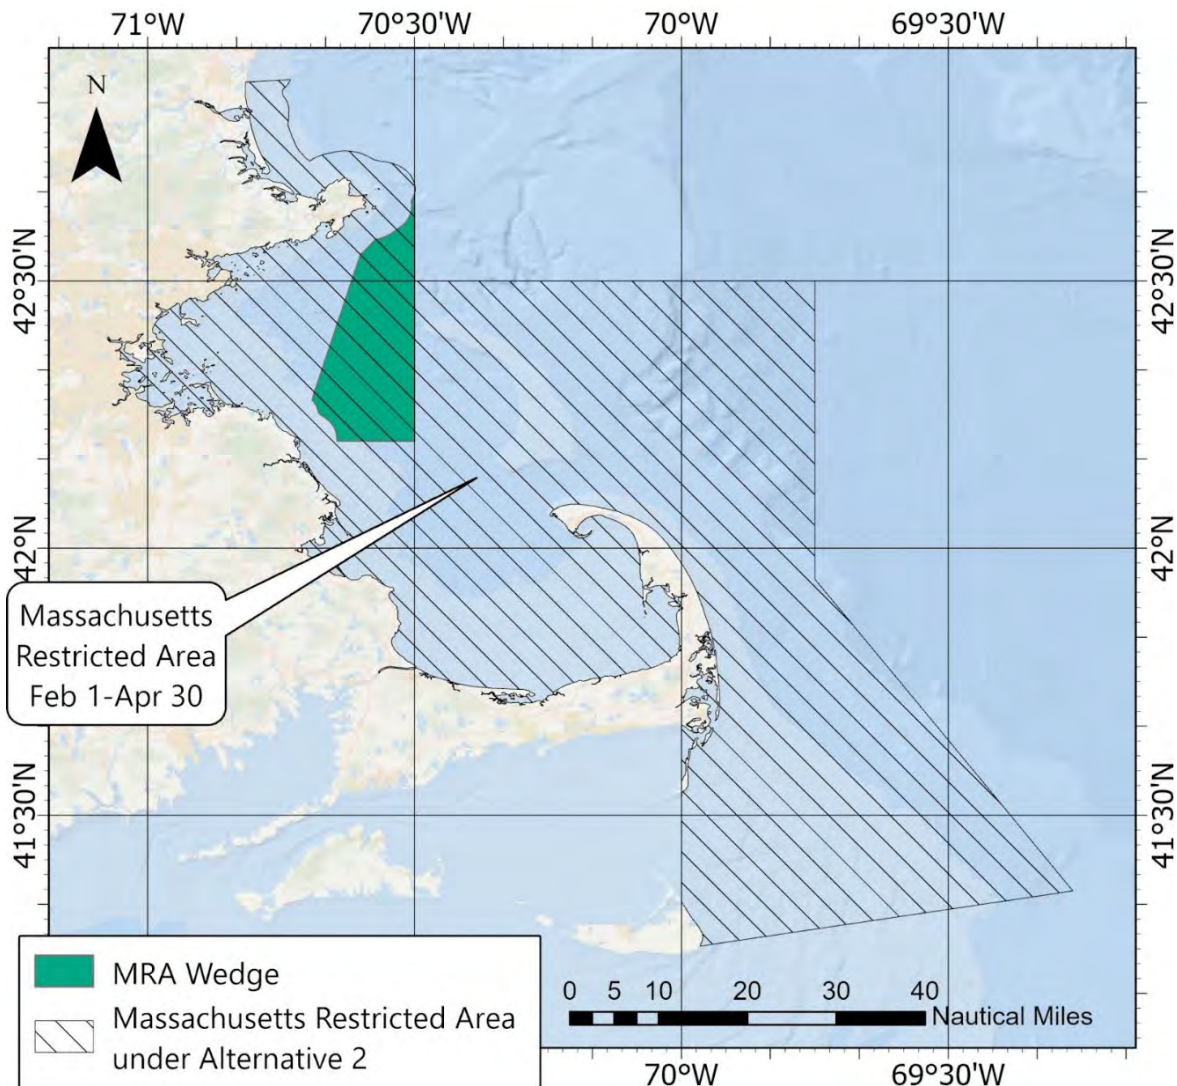 71°W
70°30'W
70°W
69°30'W
N
42°30'N
42°30'N
42°N
42°N
Massachusetts
Restricted Area
Feb 1-Apr 30
41°30'N
41°30'N
MRA Wedge
Massachusetts Restricted Area
under Alternative 2
0 5 10 20 30 40
Nautical Miles
70°W
69°30'W